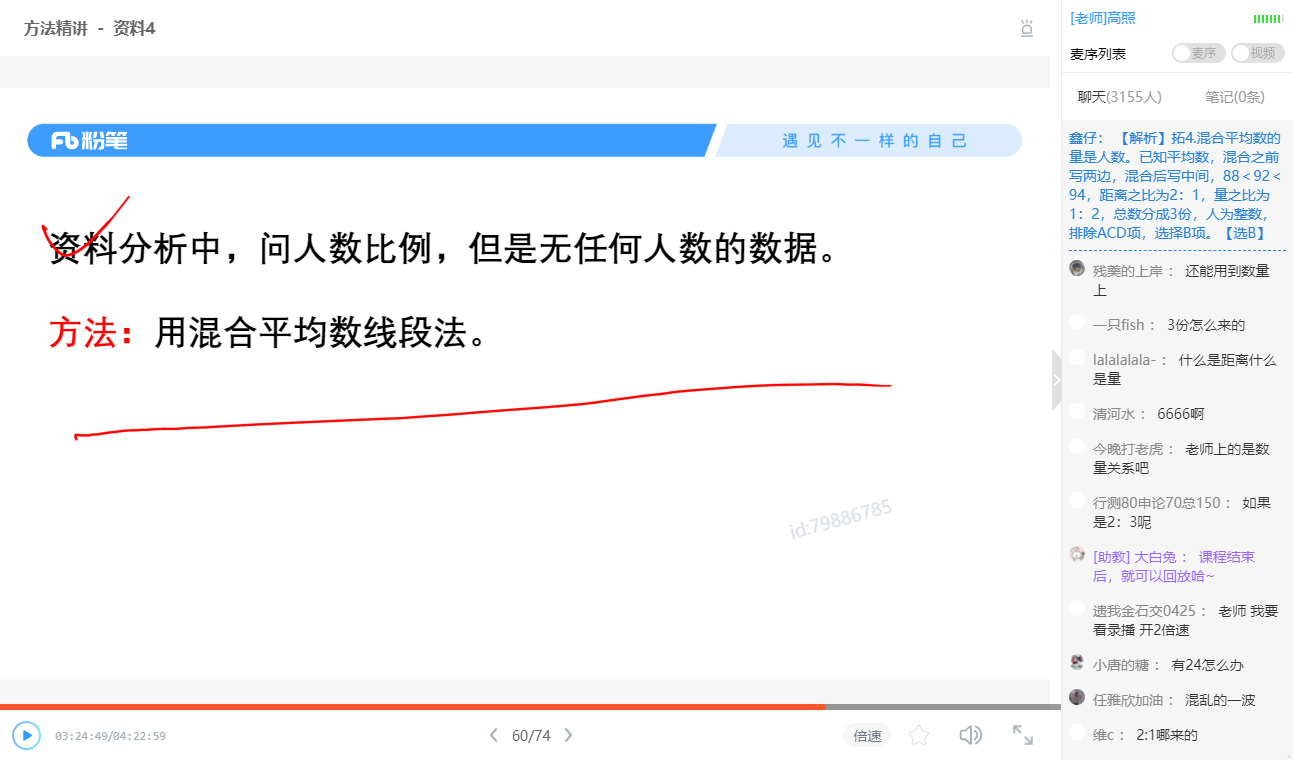 方法精讲 - 资料4
粉笔
遇见不一样的自己
资料分析中，问人数比例，但是无任何人数的数据。
方法：用混合平均数线段法。
id:79886785
03:24:49/04:22:59
60/74
倍速
[老师]高照
麦序列表
麦序
视频
聊天(3155人)
笔记(0条)
鑫仔： 【解析】拓4.混合平均数的
量是人数。已知平均数，混合之前
写两边，混合后写中间，88＜92＜
94，距离之比为2：1，量之比为
1：2，总数分成3份，人为整数，
排除ACD项，选择B项。【选B】
残羹的上岸： 还能用到数量
上
一只fish： 3份怎么来的
lalalalala-： 什么是距离什么
是量
清河水： 6666啊
今晚打老虎： 老师上的是数
量关系吧
行测80申论70总150： 如果
是2：3呢
[助教] 大白兔： 课程结束
后，就可以回放哈~
遗我金石交0425： 老师 我要
看录播 开2倍速
小唐的糖： 有24怎么办
任雅欣加油： 混乱的一波
维c： 2:1哪来的